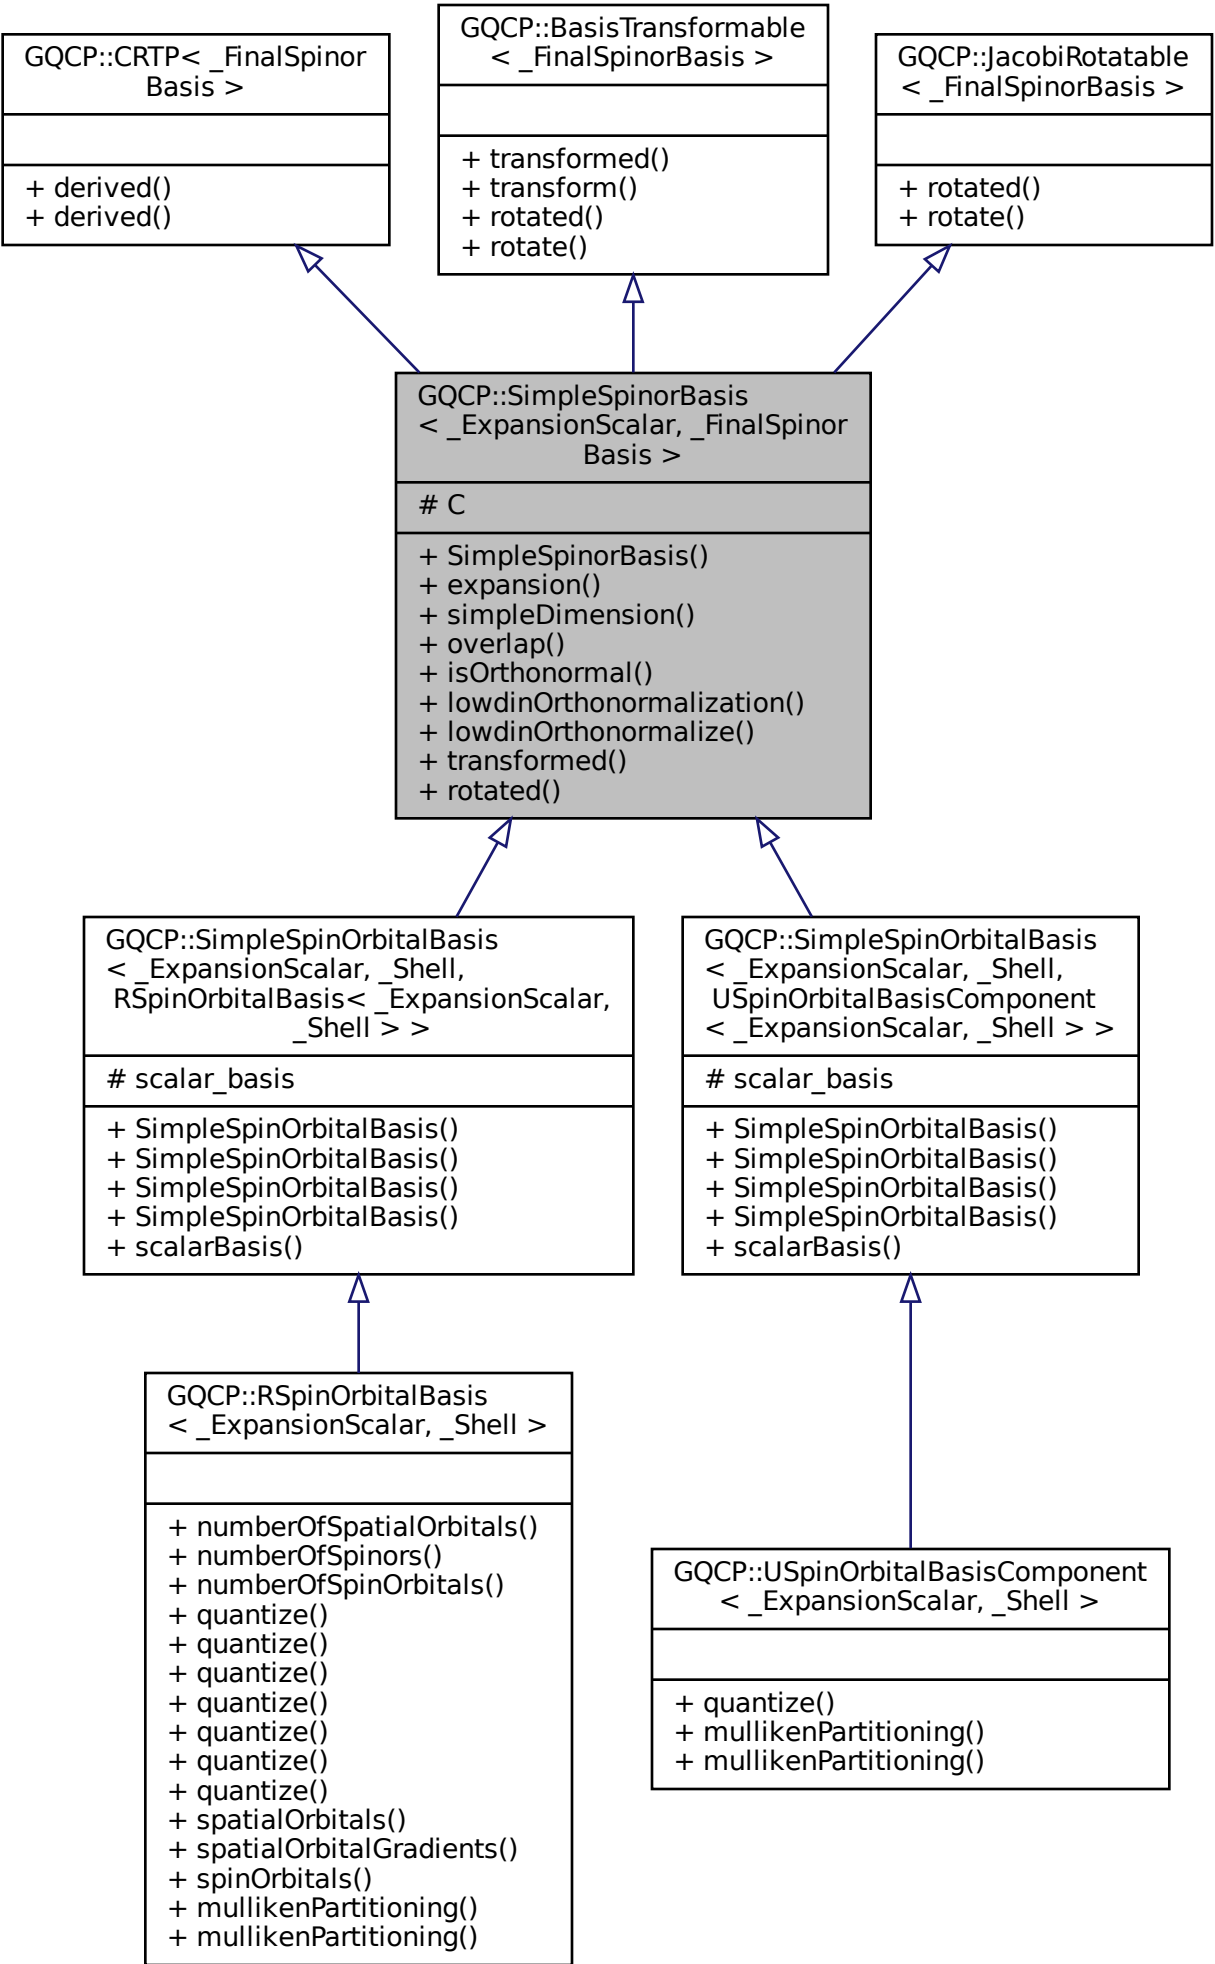 GQCP::CRTP< _FinalSpinor
Basis >
+ derived()
+ derived()
GQCP::BasisTransformable
< _FinalSpinorBasis >
+ transformed()
+ transform()
+ rotated()
+ rotate()
GQCP::JacobiRotatable
< _FinalSpinorBasis >
+ rotated()
+ rotate()
GQCP::SimpleSpinorBasis
< _ExpansionScalar, _FinalSpinor
Basis >
# C
+ SimpleSpinorBasis()
+ expansion()
+ simpleDimension()
+ overlap()
+ isOrthonormal()
+ lowdinOrthonormalization()
+ lowdinOrthonormalize()
+ transformed()
+ rotated()
GQCP::SimpleSpinOrbitalBasis
< _ExpansionScalar, _Shell,
RSpinOrbitalBasis< _ExpansionScalar,
_Shell > >
# scalar_basis
+ SimpleSpinOrbitalBasis()
+ SimpleSpinOrbitalBasis()
+ SimpleSpinOrbitalBasis()
+ SimpleSpinOrbitalBasis()
+ scalarBasis()
GQCP::SimpleSpinOrbitalBasis
< _ExpansionScalar, _Shell,
USpinOrbitalBasisComponent
< _ExpansionScalar, _Shell > >
# scalar_basis
+ SimpleSpinOrbitalBasis()
+ SimpleSpinOrbitalBasis()
+ SimpleSpinOrbitalBasis()
+ SimpleSpinOrbitalBasis()
+ scalarBasis()
GQCP::RSpinOrbitalBasis
< _ExpansionScalar, _Shell >
+ numberOfSpatialOrbitals()
+ numberOfSpinors()
+ numberOfSpinOrbitals()
+ quantize()
+ quantize()
+ quantize()
+ quantize()
+ quantize()
+ quantize()
+ quantize()
+ spatialOrbitals()
+ spatialOrbitalGradients()
+ spinOrbitals()
+ mullikenPartitioning()
+ mullikenPartitioning()
GQCP::USpinOrbitalBasisComponent
< _ExpansionScalar, _Shell >
+ quantize()
+ mullikenPartitioning()
+ mullikenPartitioning()